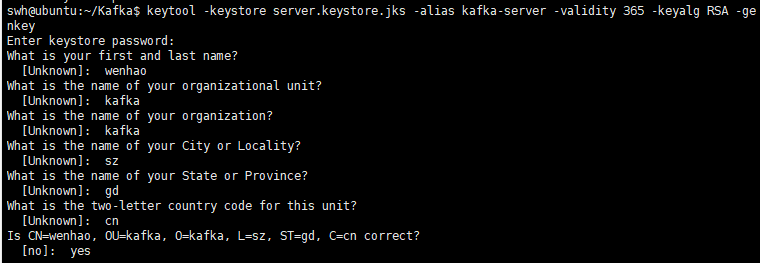 swh@ubuntu:~/Kafka$ keytool -keystore server.keystore.jks -alias kafka-server -validity 365 -keyalg RSA -ge
nkey
Enter keystore password:
What is your first and last name?
  [Unknown]:  wenhao
What is the name of your organizational unit?
  [Unknown]:  kafka
What is the name of your organization?
  [Unknown]:  kafka
What is the name of your City or Locality?
  [Unknown]:  sz
What is the name of your State or Province?
  [Unknown]:  gd
What is the two-letter country code for this unit?
  [Unknown]:  cn
Is CN=wenhao, OU=kafka, O=kafka, L=sz, ST=gd, C=cn correct?
  [no]:  yes